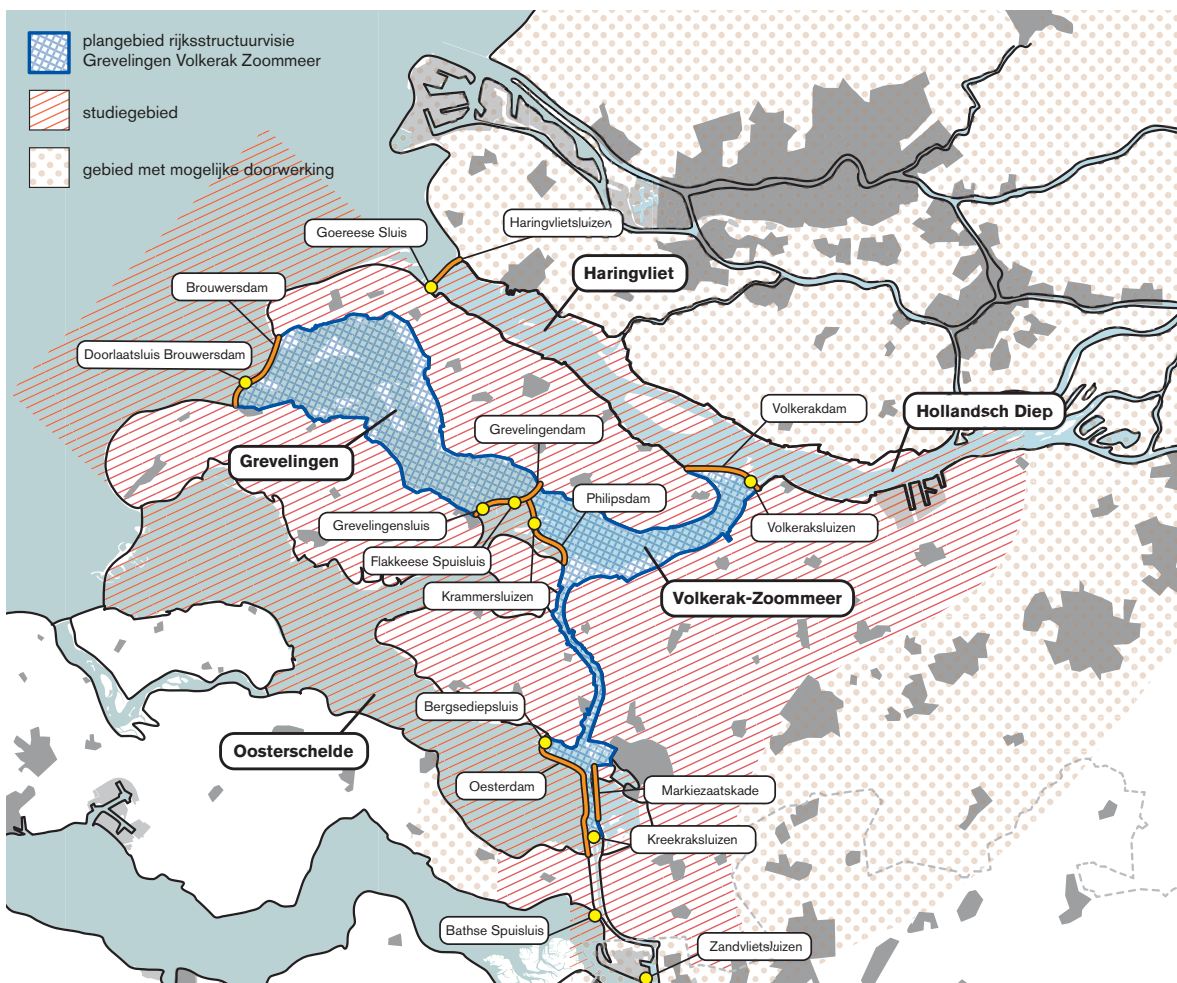 plangebied rijksstructuurvisie
Grevelingen Volkerak Zoommeer
studiegebied
gebied met mogelijke doorwerking
Goereese Sluis
Haringvlietsluizen
Haringvliet
Brouwersdam
Doorlaatsluis Brouwersdam
Volkerakdam
Hollandsch Diep
Grevelingendam
Grevelingen
Philipsdam
Grevelingensluis
Volkeraksluizen
Flakkeese Spuisluis
Krammersluizen
Volkerak-Zoommeer
Bergsediepsluis
Oosterschelde
Oesterdam
Markiezaatskade
Kreekraksluizen
Bathse Spuisluis
Zandvlietsluizen